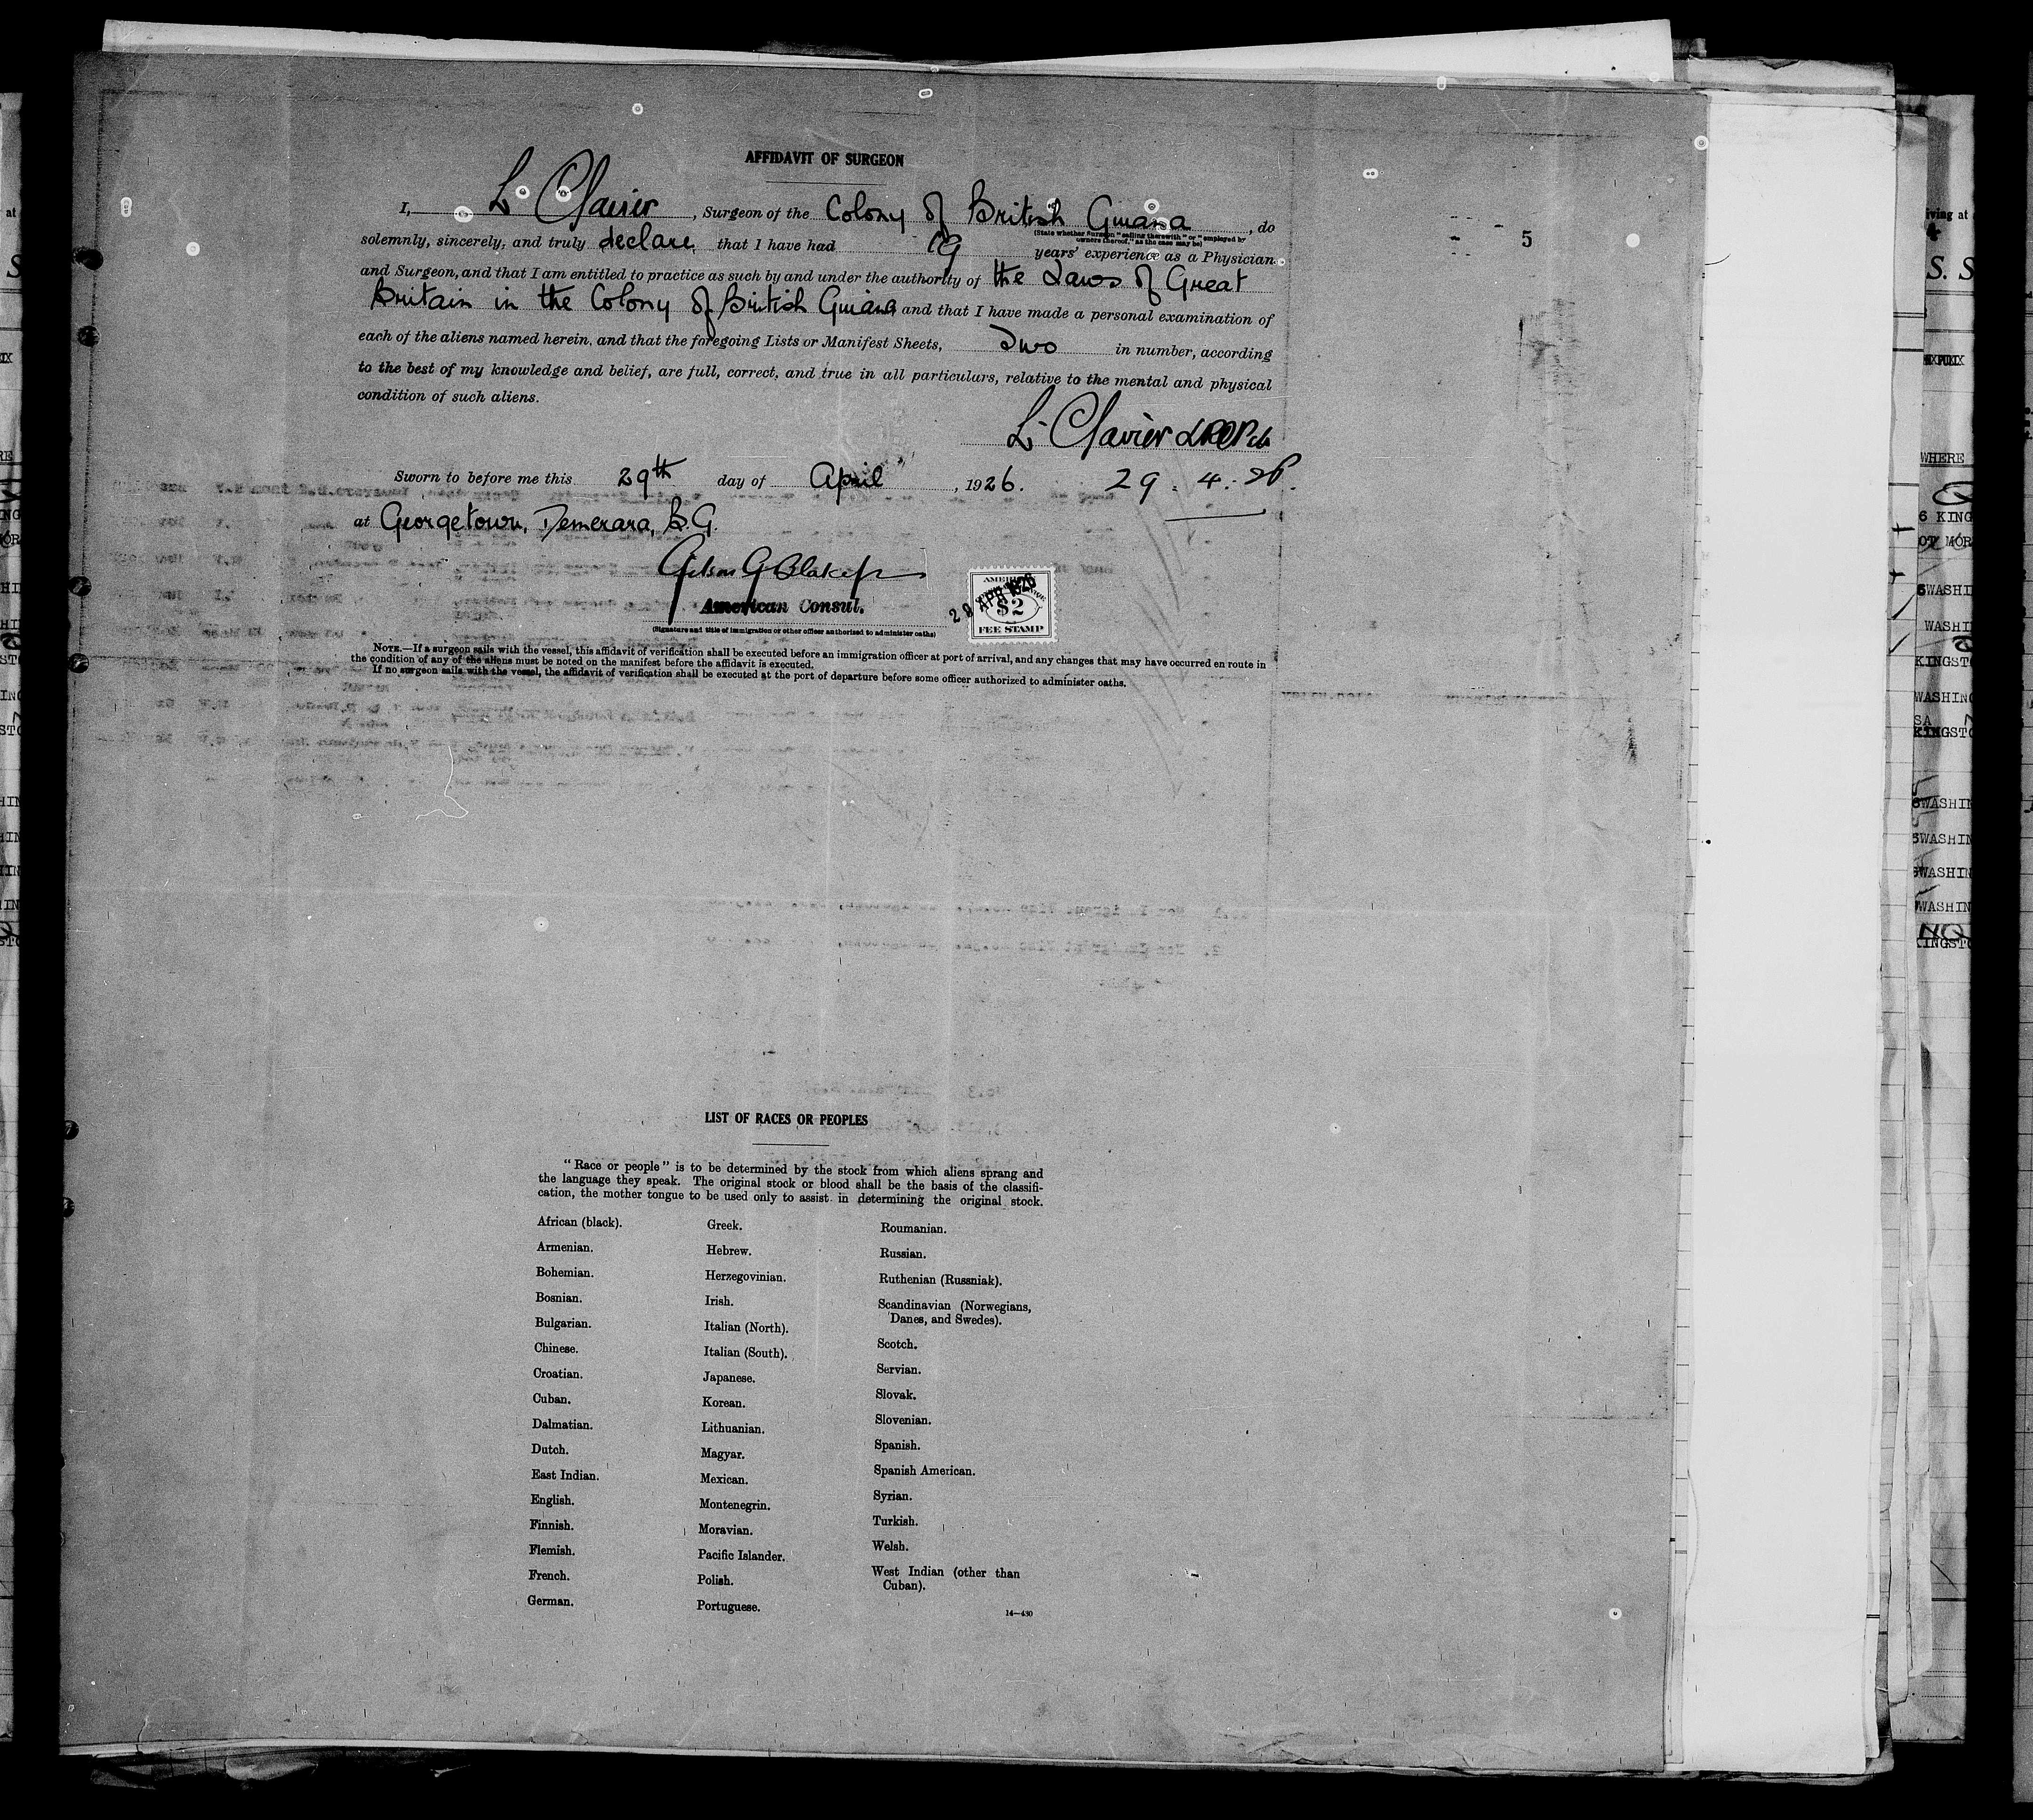 AFFIDAVIT OF SURGEON
I, L. Clavier, Surgeon of the Colony of British Guiana, do
(State whether Surgeon "sailing therewith" or "employed by
owners thereof," as the case may be)
solemnly, sincerely, and truly declare that I have had 19 years' experience as a Physician
and Surgeon, and that I am entitled to practice as such by and under the authority of the Laws of Great
Britain in the Colony of British Guiana and that I have made a personal examination of
each of the aliens named herein, and that the foregoing Lists or Manifest Sheets, Two in number, according
to the best of my knowledge and belief, are full, correct, and true in all particulars, relative to the mental and physical
condition of such aliens.
L. Clavier
Sworn to before me this 29th day of April, 1926. 29. 4. 26.
at Georgetown, Demerara, B.G.
American Consul.
(Signature and title of immigration or other officer authorized to administer oaths)
AMERICAN
$2
FEE STAMP
APR 1926
NOTE.—If a surgeon sails with the vessel, this affidavit of verification shall be executed before an immigration officer at port of arrival, and any changes that may have occurred en route in
the condition of any of the aliens must be noted on the manifest before the affidavit is executed.
If no surgeon sails with the vessel, the affidavit of verification shall be executed at the port of departure before some officer authorized to administer oaths.
5
LIST OF RACES OR PEOPLES
"Race or people" is to be determined by the stock from which aliens sprang and
the language they speak. The original stock or blood shall be the basis of the classifi-
cation, the mother tongue to be used only to assist in determining the original stock.
African (black).
Armenian.
Bohemian.
Bosnian.
Bulgarian.
Chinese.
Croatian.
Cuban.
Dalmatian.
Dutch.
East Indian.
English.
Finnish.
Flemish.
French.
German.
Greek.
Hebrew.
Herzegovinian.
Irish.
Italian (North).
Italian (South).
Japanese.
Korean.
Lithuanian.
Magyar.
Mexican.
Montenegrin.
Moravian.
Pacific Islander.
Polish.
Portuguese.
Roumanian.
Russian.
Ruthenian (Russniak).
Scandinavian (Norwegians,
Danes, and Swedes).
Scotch.
Servian.
Slovak.
Slovenian.
Spanish.
Spanish American.
Syrian.
Turkish.
Welsh.
West Indian (other than
Cuban).
14—430